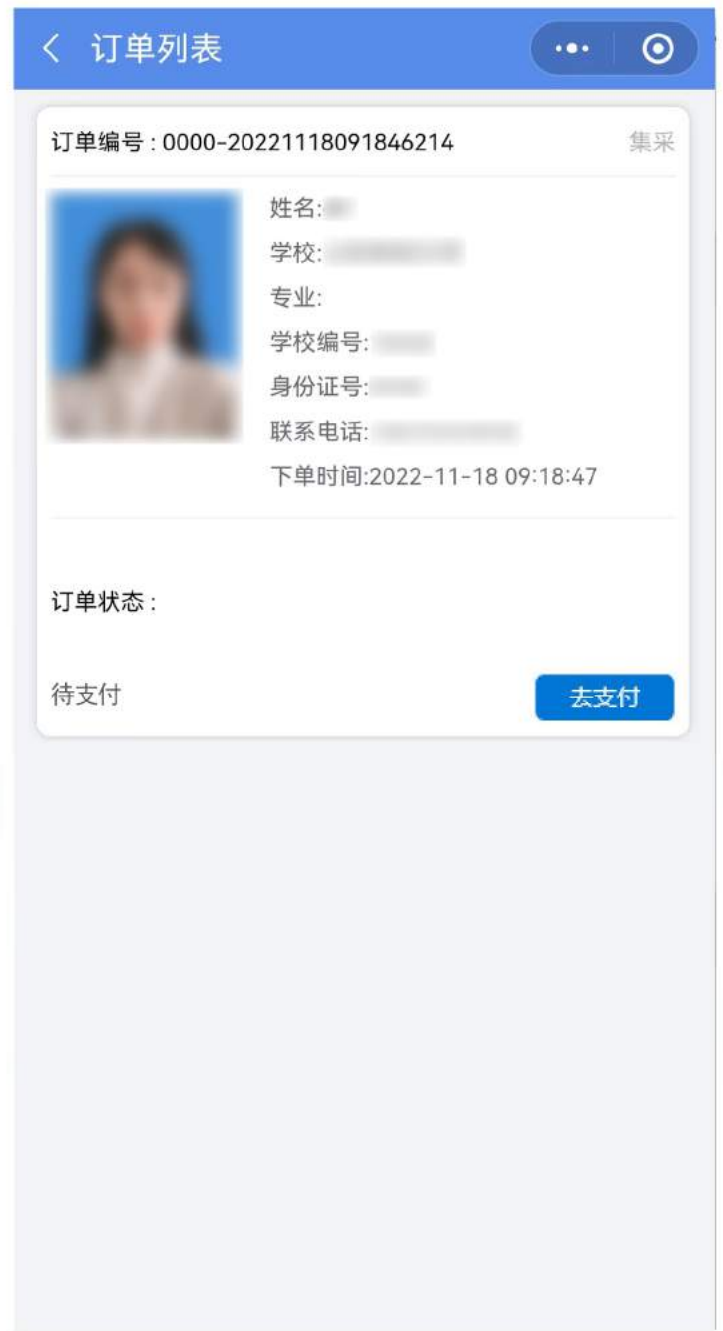 订单列表
订单编号 : 0000-20221118091846214 集采
姓名:
学校:
专业:
学校编号:
身份证号:
联系电话:
下单时间:2022-11-18 09:18:47
订单状态 :
待支付 去支付